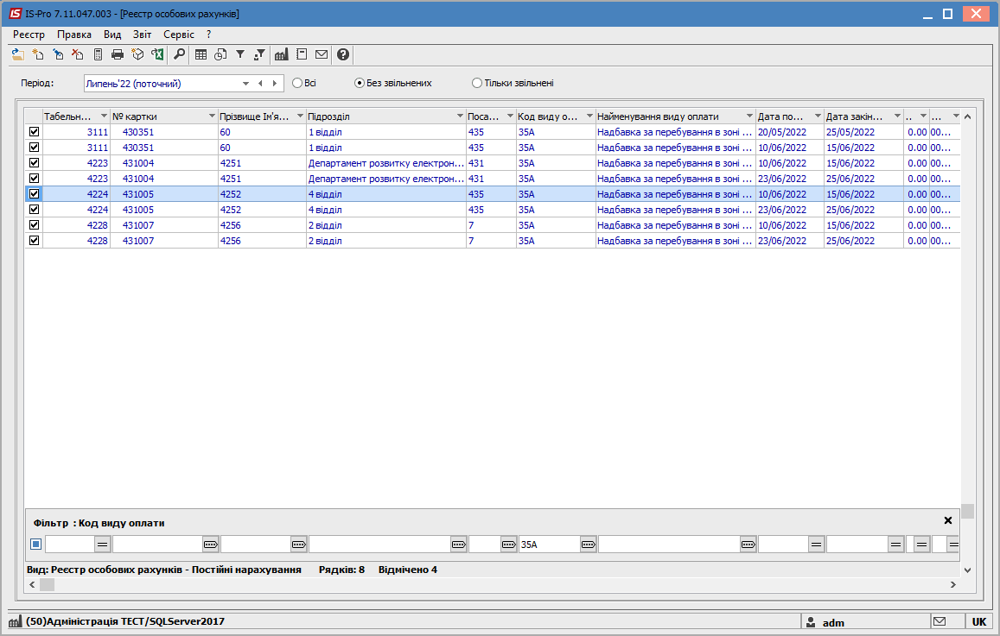 IS IS-Pro 7.11.047.003 - [Реєстр особових рахунків]
Реєстр Правка Вид Звіт Сервіс ?
Період: Липень'22 (поточний) Всі Без звільнених Тільки звільнені
Табельн... № картки Прізвище Ім'я... Підрозділ Поса... Код виду о... Найменування виду оплати Дата по... Дата закін... .. ...
3111 430351 60 1 відділ 435 35А Надбавка за перебування в зоні ... 20/05/2022 25/05/2022 0.00 00...
3111 430351 60 1 відділ 435 35А Надбавка за перебування в зоні ... 10/06/2022 15/06/2022 0.00 00...
4223 431004 4251 Департамент розвитку електрон... 431 35А Надбавка за перебування в зоні ... 10/06/2022 15/06/2022 0.00 00...
4223 431004 4251 Департамент розвитку електрон... 431 35А Надбавка за перебування в зоні ... 23/06/2022 25/06/2022 0.00 00...
4224 431005 4252 4 відділ 435 35А Надбавка за перебування в зоні ... 10/06/2022 15/06/2022 0.00 00...
4224 431005 4252 4 відділ 435 35А Надбавка за перебування в зоні ... 23/06/2022 25/06/2022 0.00 00...
4228 431007 4256 2 відділ 7 35А Надбавка за перебування в зоні ... 10/06/2022 15/06/2022 0.00 00...
4228 431007 4256 2 відділ 7 35А Надбавка за перебування в зоні ... 23/06/2022 25/06/2022 0.00 00...
Фільтр : Код виду оплати
35А
Вид: Реєстр особових рахунків - Постійні нарахування Рядків: 8 Відмічено 4
(50)Адміністрація ТЕСТ/SQLServer2017 adm UK